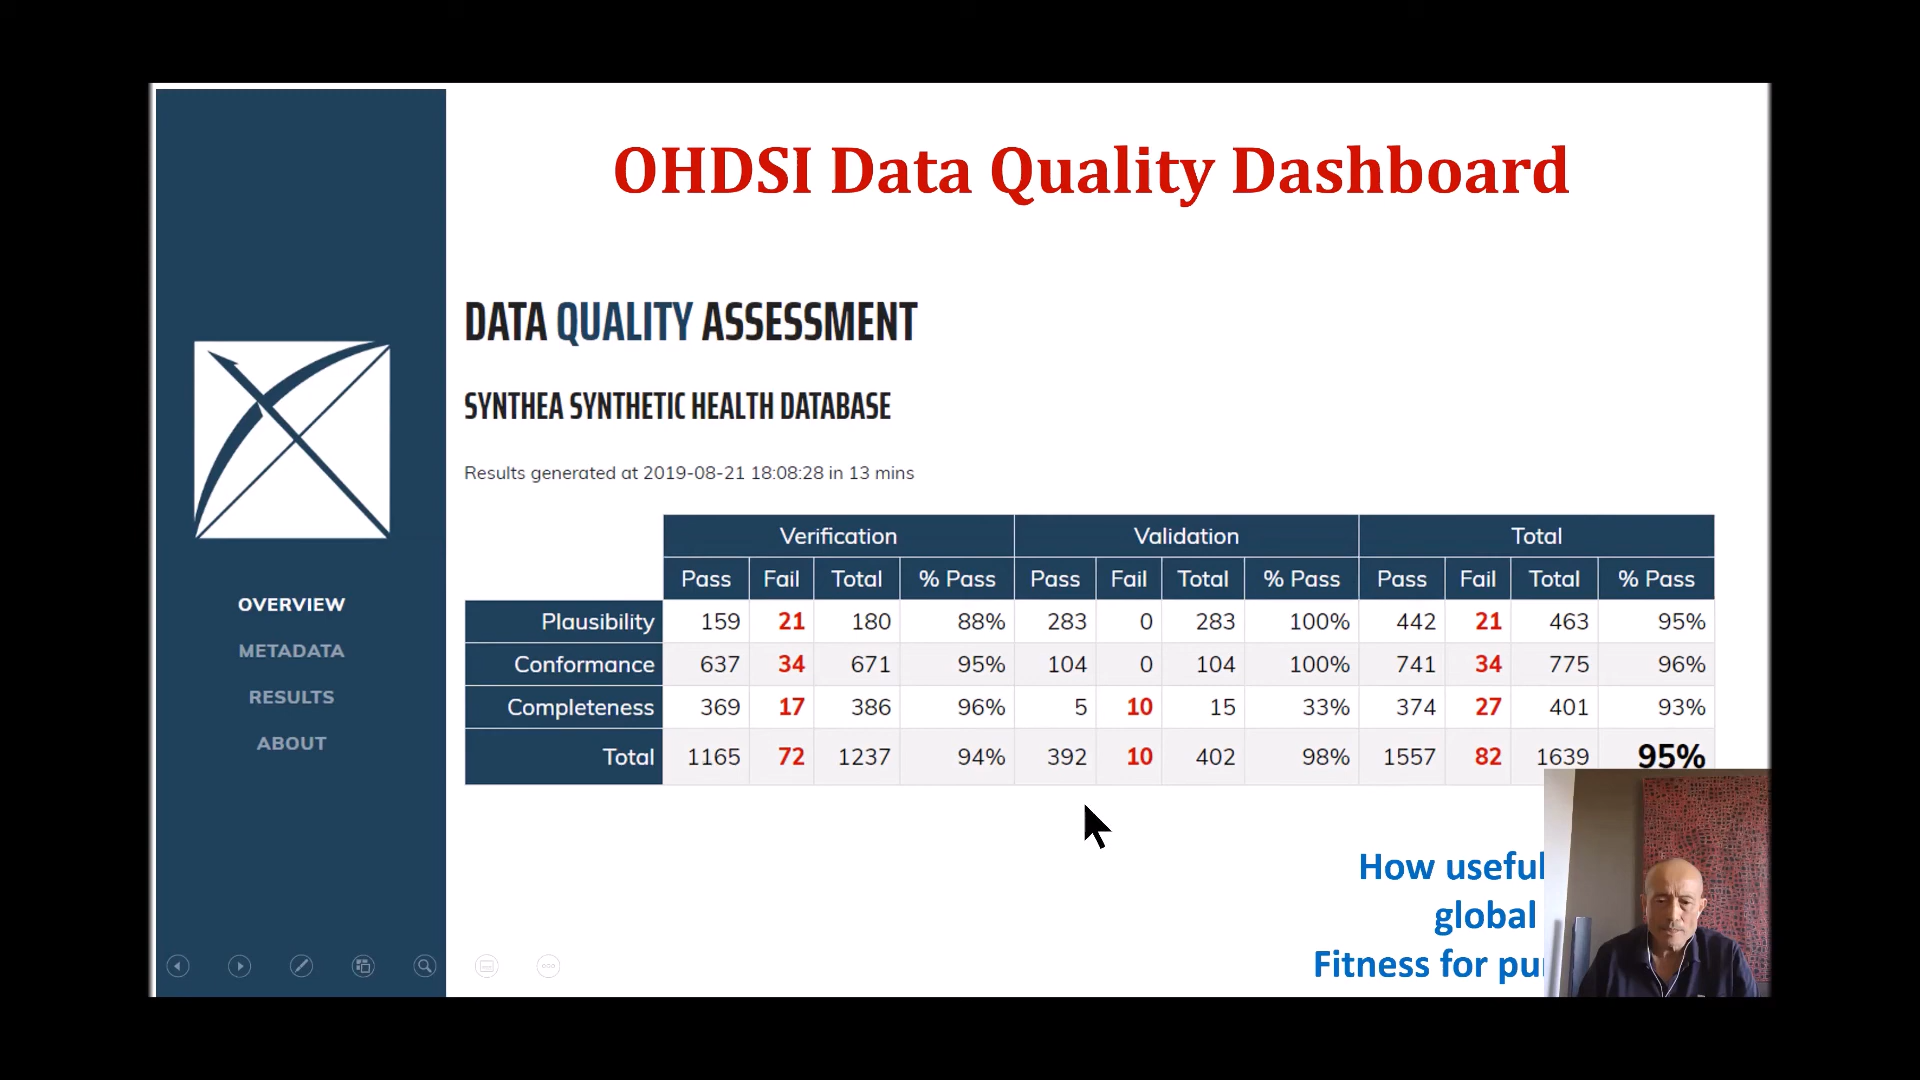 OHDSI Data Quality Dashboard
DATA QUALITY ASSESSMENT
SYNTHEA SYNTHETIC HEALTH DATABASE
Results generated at 2019-08-21 18:08:28 in 13 mins
Verification Validation Total
Pass Fail Total % Pass Pass Fail Total % Pass Pass Fail Total % Pass
Plausibility 159 21 180 88% 283 0 283 100% 442 21 463 95%
Conformance 637 34 671 95% 104 0 104 100% 741 34 775 96%
Completeness 369 17 386 96% 5 10 15 33% 374 27 401 93%
Total 1165 72 1237 94% 392 10 402 98% 1557 82 1639 95%
OVERVIEW
METADATA
RESULTS
ABOUT
How useful
global
Fitness for